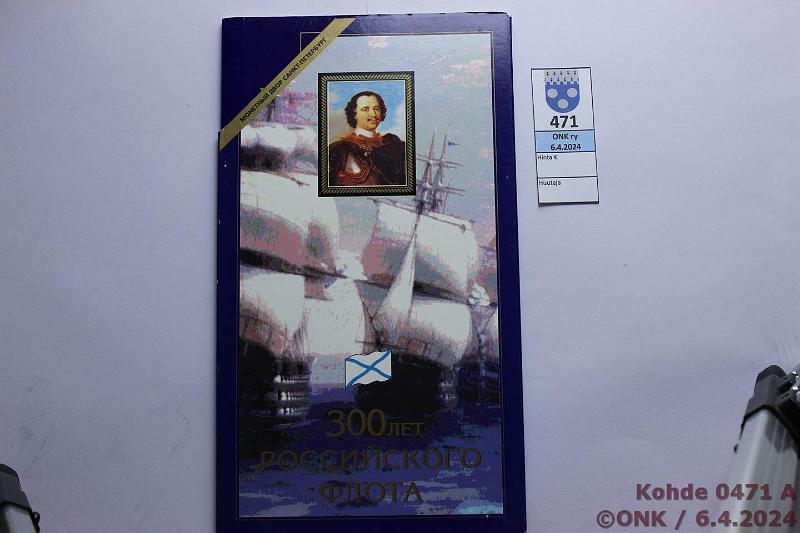 МОНЕТНЫЙ ДВОР САНКТ-ПЕТЕРБУРГ
300 ЛЕТ
РОССИЙСКОГО
ФЛОТА
471
ONK ry
6.4.2024
Hinta €
Huutaja
Kohde 0471 A
©ONK / 6.4.2024